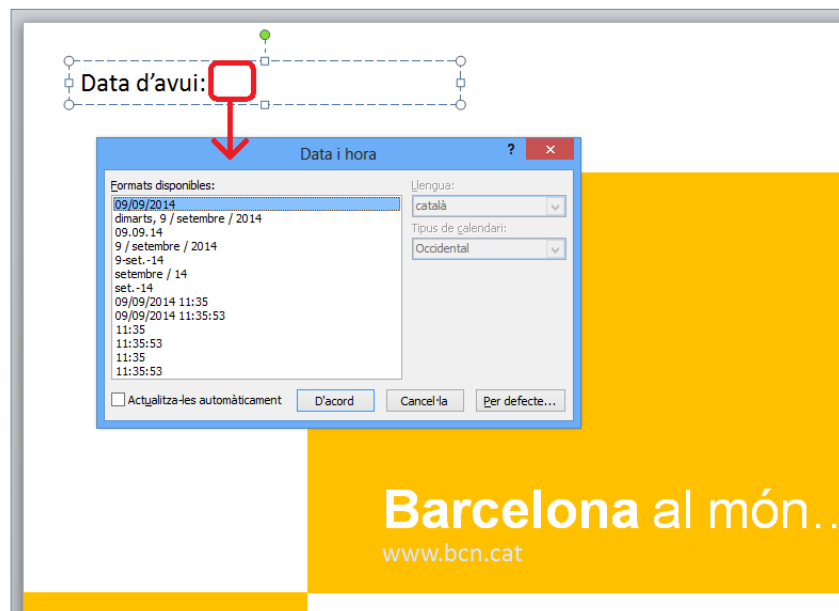 Data d'avui:
Data i hora
?
Formats disponibles:
09/09/2014
dimarts, 9 / setembre / 2014
09.09.14
9 / setembre / 2014
9-set.-14
setembre / 14
set.-14
09/09/2014 11:35
09/09/2014 11:35:53
11:35
11:35:53
11:35
11:35:53
Llengua:
català
Tipus de calendari:
Occidental
Actualitza-les automàticament
D'acord
Cancel·la
Per defecte...
Barcelona al món..
www.bcn.cat